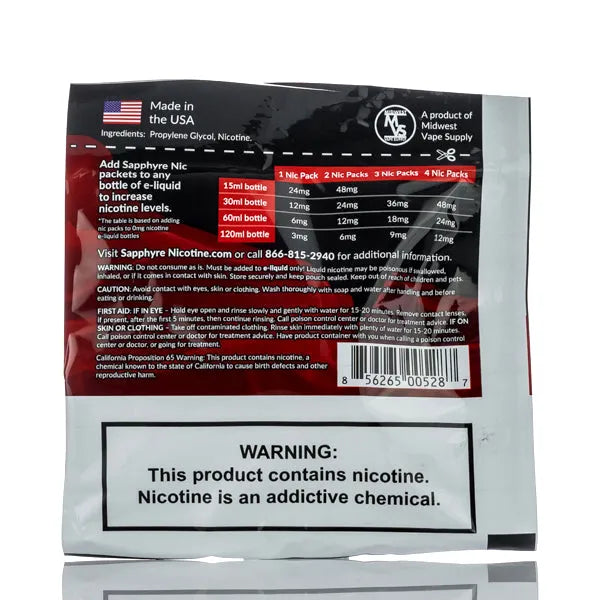 Made in
the USA
Ingredients: Propylene Glycol, Nicotine.
MIDWEST
MVS
VAPE SUPPLY
A product of
Midwest
Vape Supply
Add Sapphyre Nic
packets to any
bottle of e-liquid
to increase
nicotine levels.
*The table is based on adding
nic packets to 0mg nicotine
e-liquid bottles
1 Nic Pack 2 Nic Packs 3 Nic Packs 4 Nic Packs
15ml bottle 24mg 48mg
30ml bottle 12mg 24mg 36mg 48mg
60ml bottle 6mg 12mg 18mg 24mg
120ml bottle 3mg 6mg 9mg 12mg
Visit Sapphyre Nicotine.com or call 866-815-2940 for additional information.
WARNING: Do not consume as is. Must be added to e-liquid only! Liquid nicotine may be poisonous if swallowed,
inhaled, or if it comes in contact with skin. Store securely and keep pouch sealed. Keep out of reach of children and pets.
CAUTION: Avoid contact with eyes, skin or clothing. Wash thoroughly with soap and water after handling and before
eating or drinking.
FIRST AID: IF IN EYE - Hold eye open and rinse slowly and gently with water for 15-20 minutes. Remove contact lenses,
if present, after the first 5 minutes, then continue rinsing. Call poison control center or doctor for treatment advice. IF ON
SKIN OR CLOTHING - Take off contaminated clothing. Rinse skin immediately with plenty of water for 15-20 minutes.
Call poison control center or doctor for treatment advice. Have product container with you when calling a poison control
center or doctor, or going for treatment.
California Proposition 65 Warning: This product contains nicotine, a
chemical known to the state of California to cause birth defects and other
reproductive harm.
8 56265 00528 7
WARNING:
This product contains nicotine.
Nicotine is an addictive chemical.